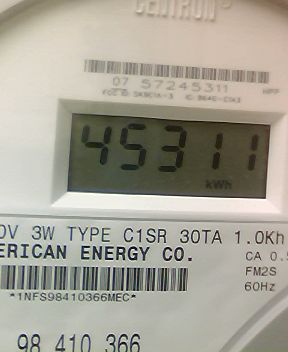 CENTRON®
07 57245311
45311
kWh
0V 3W TYPE C1SR 30TA 1.0Kh
ERICAN ENERGY CO.
CA 0.5
FM2S
60Hz
*1NFS98410366MEC*
98 410 366